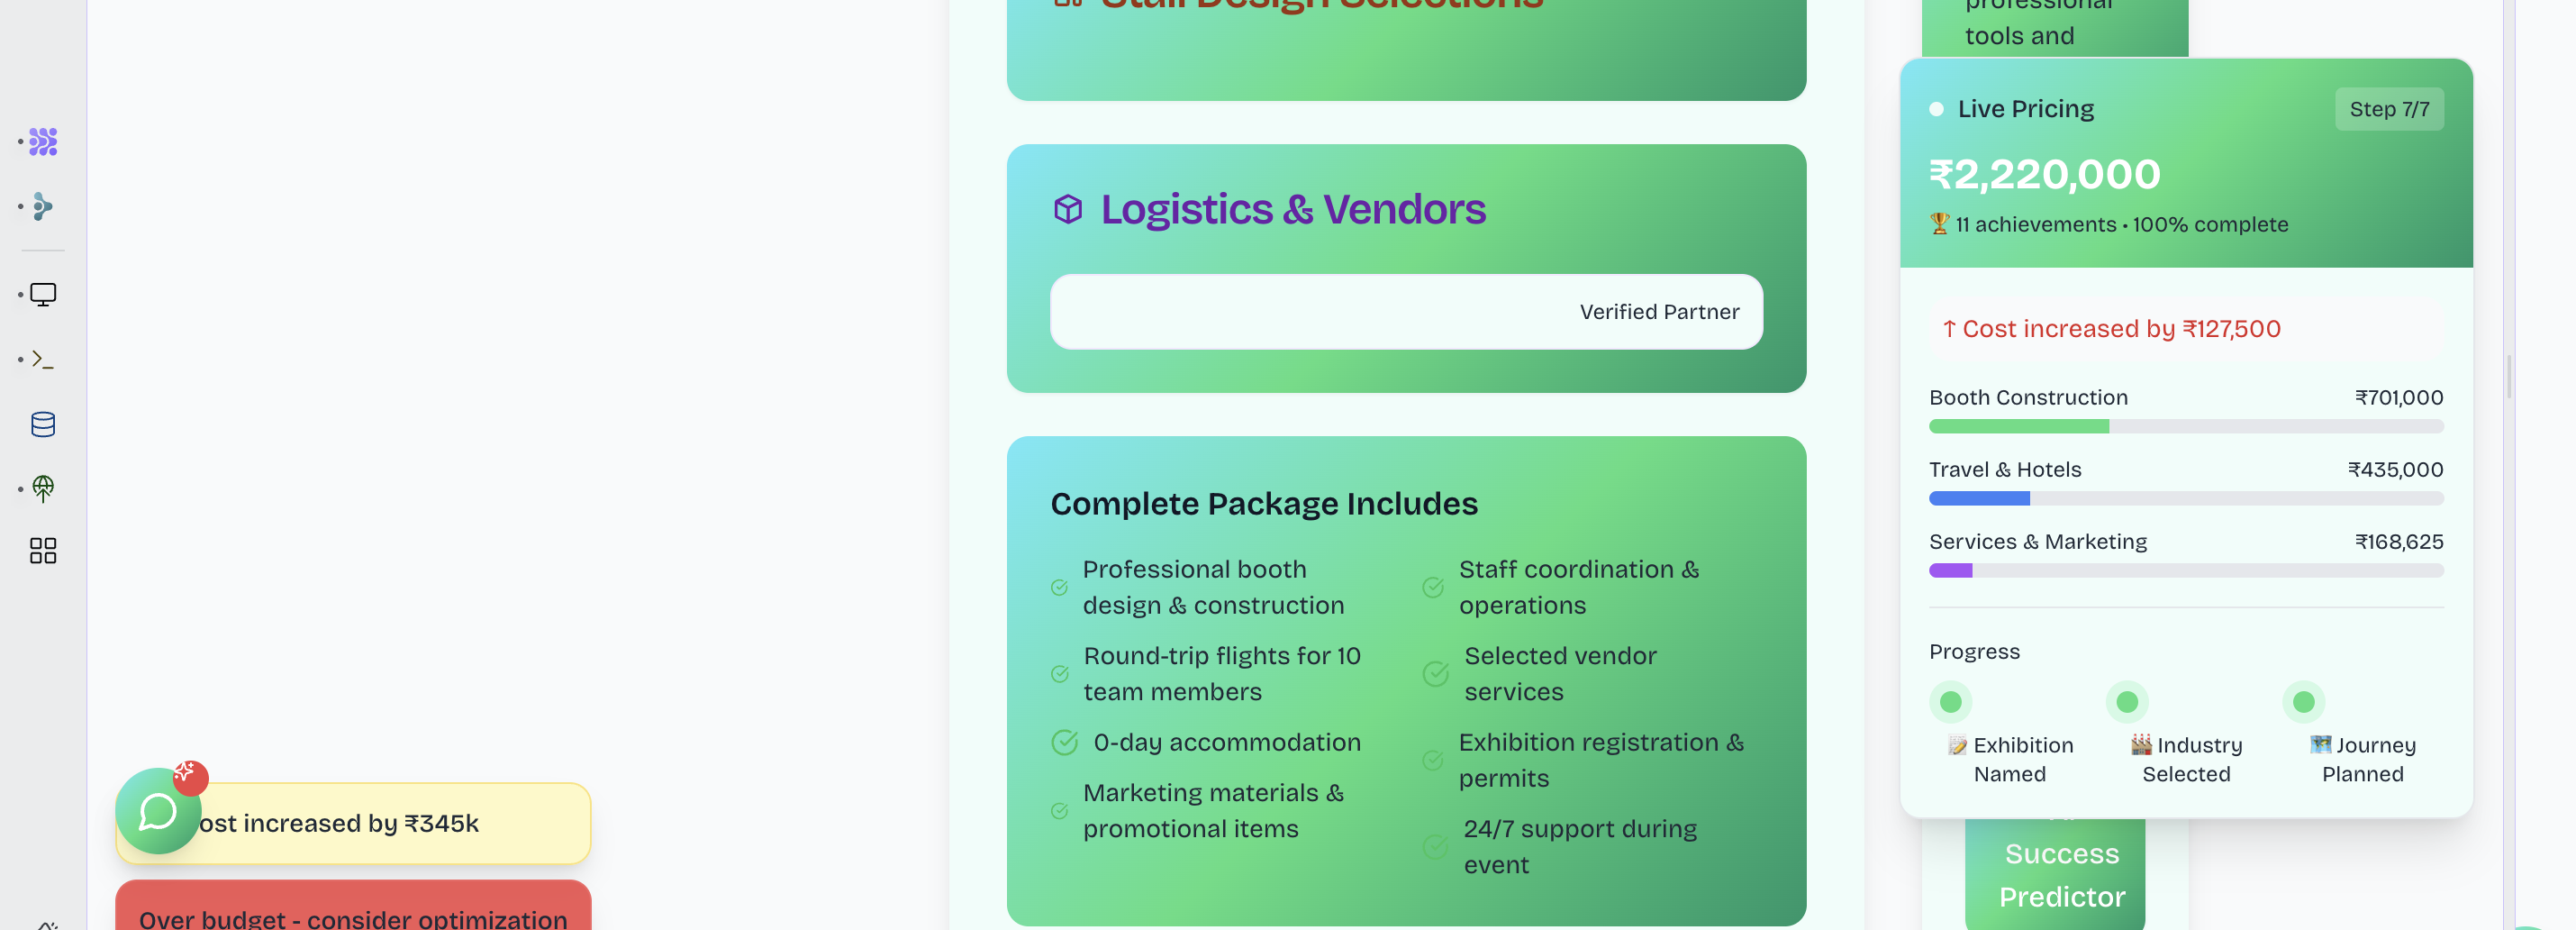 Stall Design Selections
Logistics & Vendors
Verified Partner
Complete Package Includes
Professional booth
design & construction
Round-trip flights for 10
team members
0-day accommodation
Marketing materials &
promotional items
Staff coordination &
operations
Selected vendor
services
Exhibition registration &
permits
24/7 support during
event
professional
tools and
Live Pricing
Step 7/7
₹2,220,000
🏆 11 achievements • 100% complete
↑ Cost increased by ₹127,500
Booth Construction
₹701,000
Travel & Hotels
₹435,000
Services & Marketing
₹168,625
Progress
📝 Exhibition
Named
🏭 Industry
Selected
🗺️ Journey
Planned
Success
Predictor
ost increased by ₹345k
Over budget - consider optimization